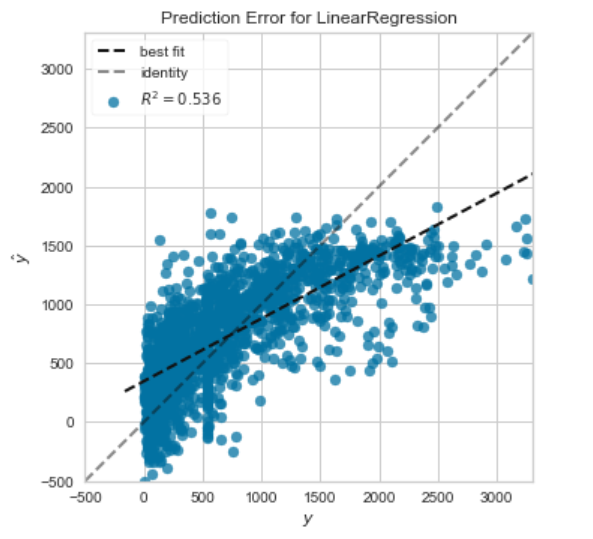 Prediction Error for LinearRegression
best fit
identity
R² = 0.536
3000
2500
2000
1500
1000
500
0
−500
ŷ
−500 0 500 1000 1500 2000 2500 3000
y